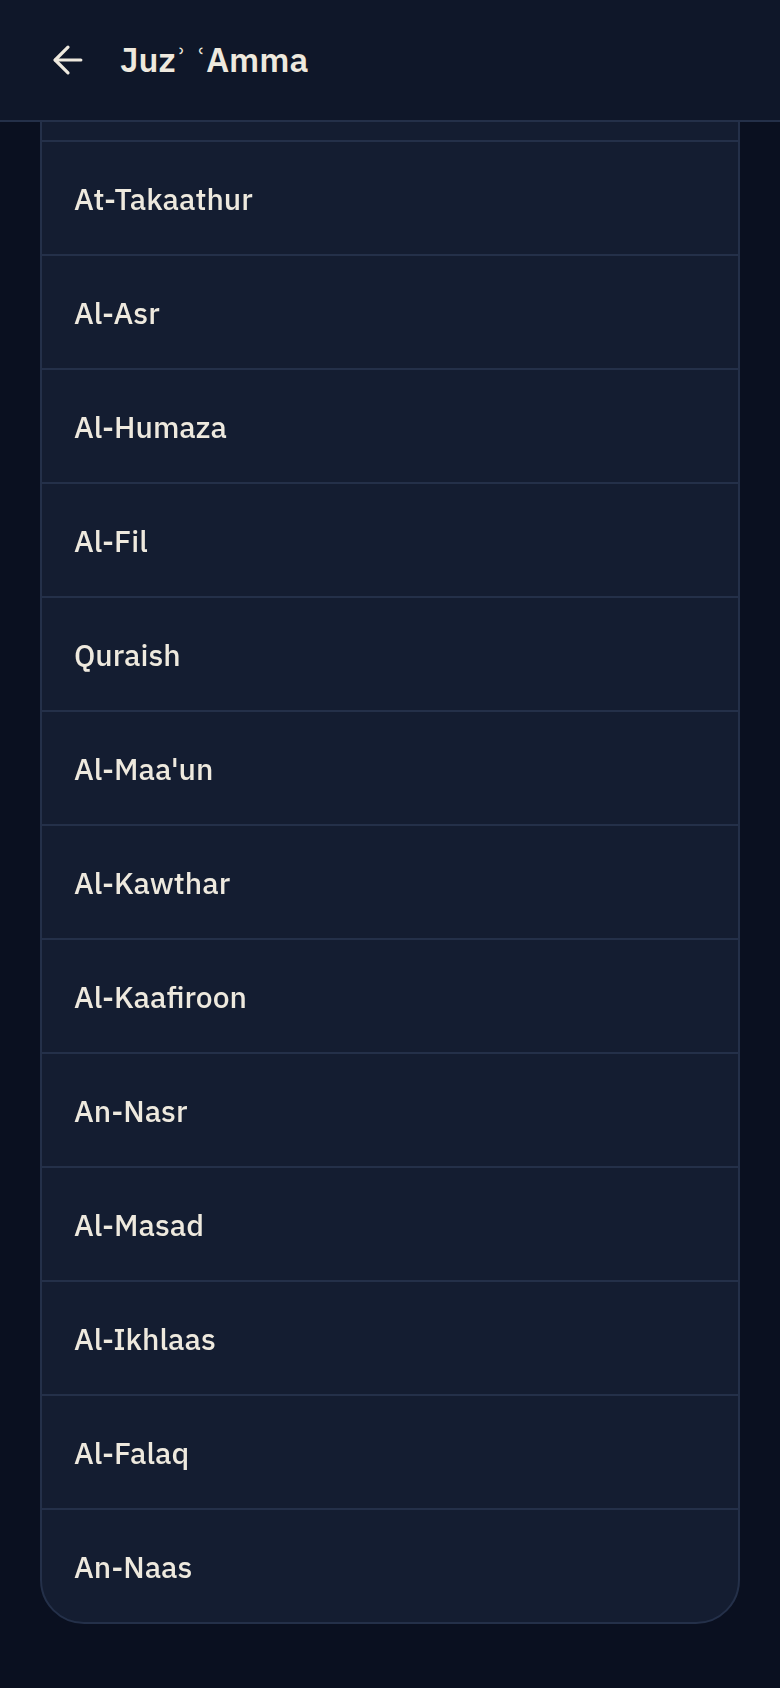 Juzʾ ʿAmma
At-Takaathur
Al-Asr
Al-Humaza
Al-Fil
Quraish
Al-Maa'un
Al-Kawthar
Al-Kaafiroon
An-Nasr
Al-Masad
Al-Ikhlaas
Al-Falaq
An-Naas